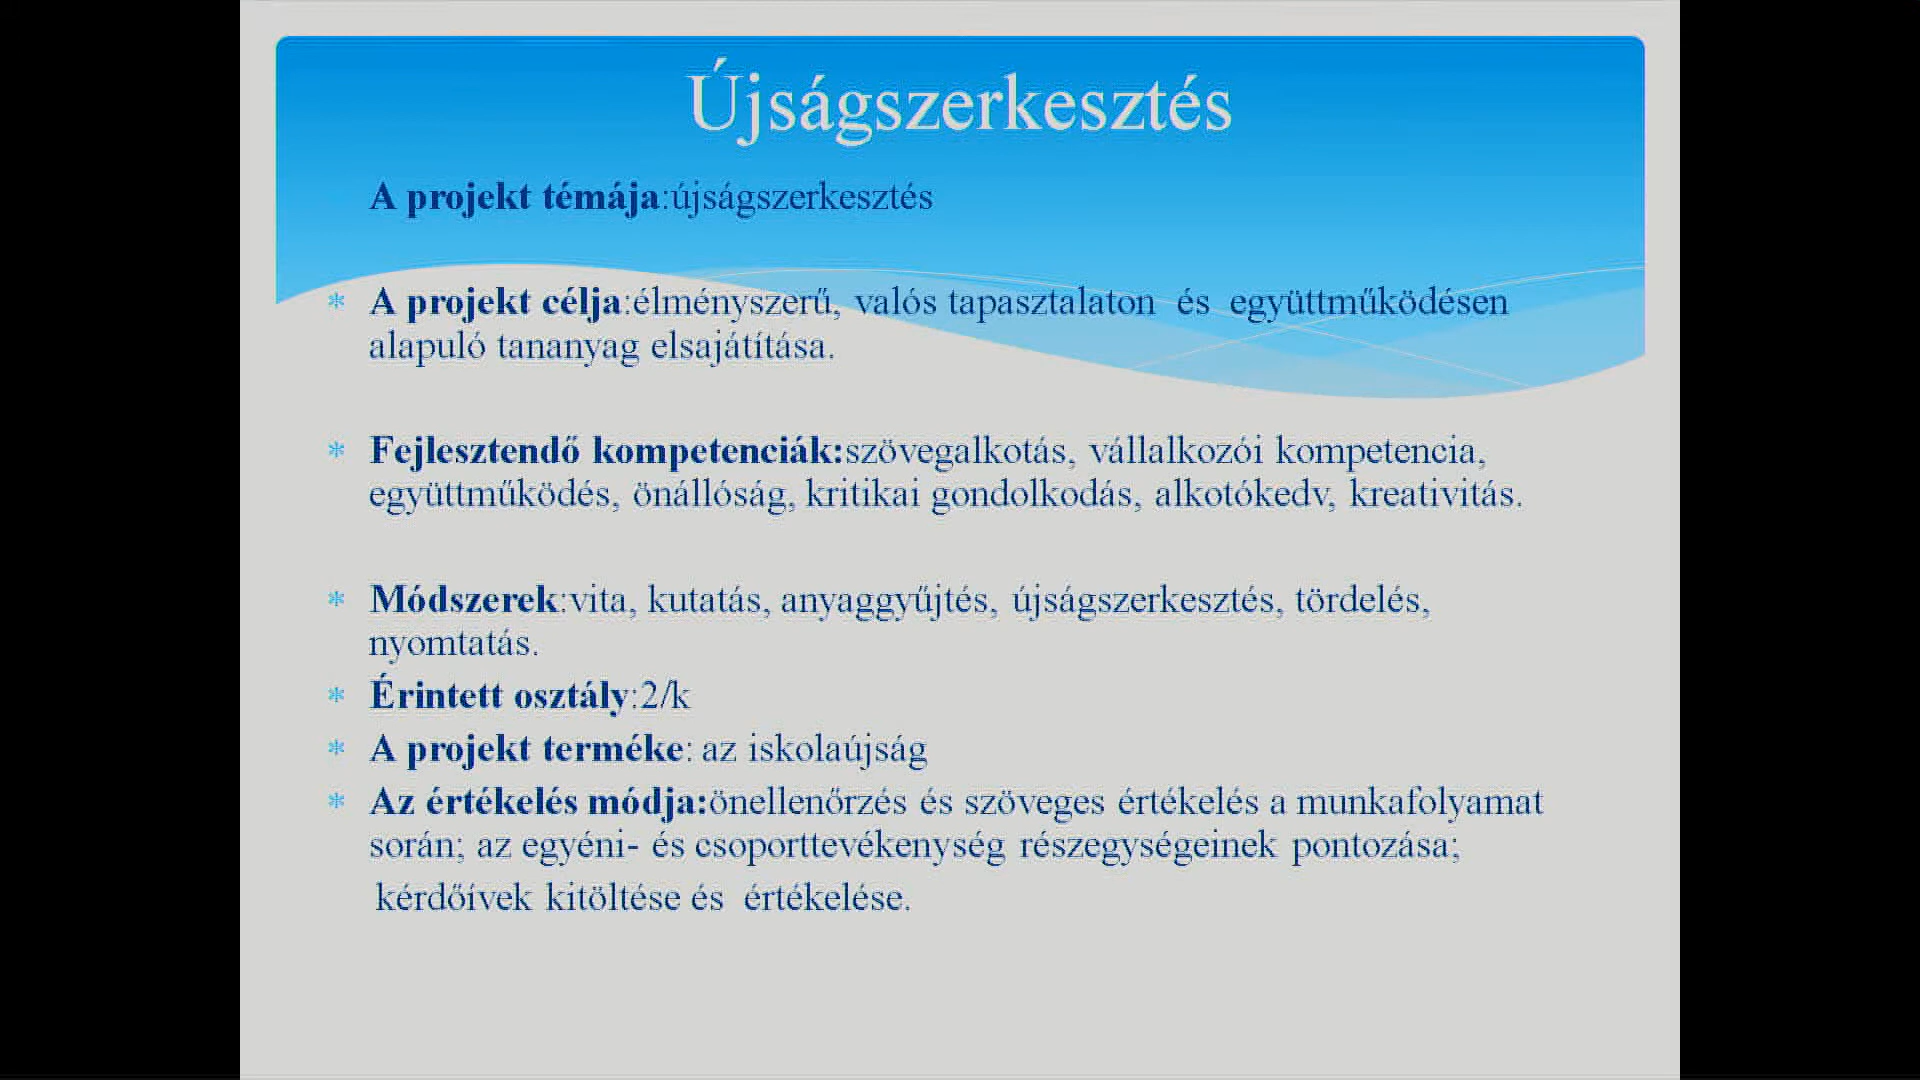 Újságszerkesztés
A projekt témája:újságszerkesztés
* A projekt célja:élményszerű, valós tapasztalaton és együttműködésen
alapuló tananyag elsajátítása.
* Fejlesztendő kompetenciák:szövegalkotás, vállalkozói kompetencia,
együttműködés, önállóság, kritikai gondolkodás, alkotókedv, kreativitás.
* Módszerek:vita, kutatás, anyaggyűjtés, újságszerkesztés, tördelés,
nyomtatás.
* Érintett osztály:2/k
* A projekt terméke: az iskolaújság
* Az értékelés módja:önellenőrzés és szöveges értékelés a munkafolyamat
során; az egyéni- és csoporttevékenység részegységeinek pontozása;
kérdőívek kitöltése és értékelése.